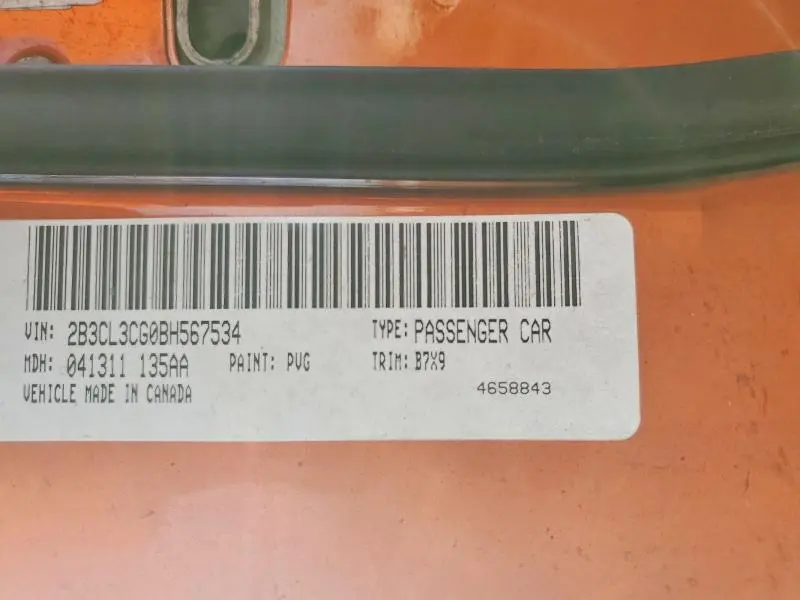 VIN: 2B3CL3CG0BH567534 TYPE: PASSENGER CAR
MDH: 041311 135AA PAINT: PVG TRIM: B7X9
VEHICLE MADE IN CANADA 4658843